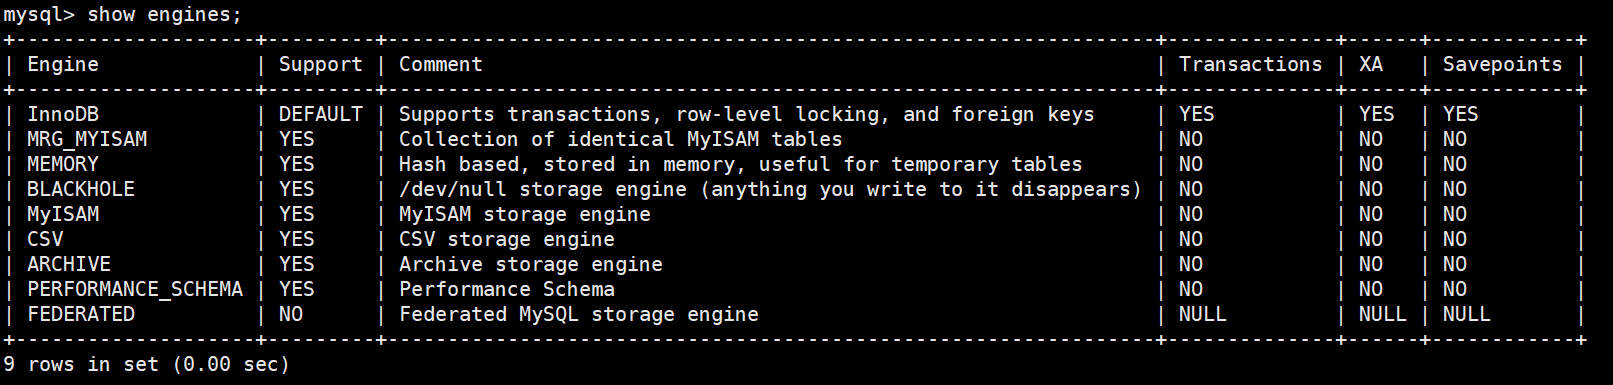 mysql> show engines;
+--------------------+---------+----------------------------------------------------------------+--------------+------+------------+
| Engine             | Support | Comment                                                        | Transactions | XA   | Savepoints |
+--------------------+---------+----------------------------------------------------------------+--------------+------+------------+
| InnoDB             | DEFAULT | Supports transactions, row-level locking, and foreign keys     | YES          | YES  | YES        |
| MRG_MYISAM         | YES     | Collection of identical MyISAM tables                          | NO           | NO   | NO         |
| MEMORY             | YES     | Hash based, stored in memory, useful for temporary tables      | NO           | NO   | NO         |
| BLACKHOLE          | YES     | /dev/null storage engine (anything you write to it disappears) | NO           | NO   | NO         |
| MyISAM             | YES     | MyISAM storage engine                                          | NO           | NO   | NO         |
| CSV                | YES     | CSV storage engine                                             | NO           | NO   | NO         |
| ARCHIVE            | YES     | Archive storage engine                                         | NO           | NO   | NO         |
| PERFORMANCE_SCHEMA | YES     | Performance Schema                                             | NO           | NO   | NO         |
| FEDERATED          | NO      | Federated MySQL storage engine                                 | NULL         | NULL | NULL       |
+--------------------+---------+----------------------------------------------------------------+--------------+------+------------+
9 rows in set (0.00 sec)